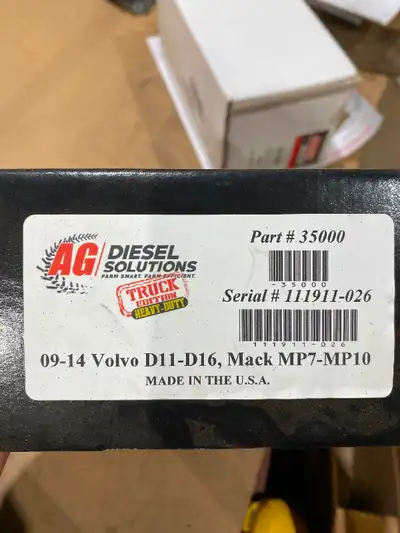 AG DIESEL
SOLUTIONS
FARM SMART. FARM EFFICIENT.
TRUCK
EDITION
HEAVY-DUTY
Part # 35000
-35000
Serial # 111911-026
111911-026
09-14 Volvo D11-D16, Mack MP7-MP10
MADE IN THE U.S.A.